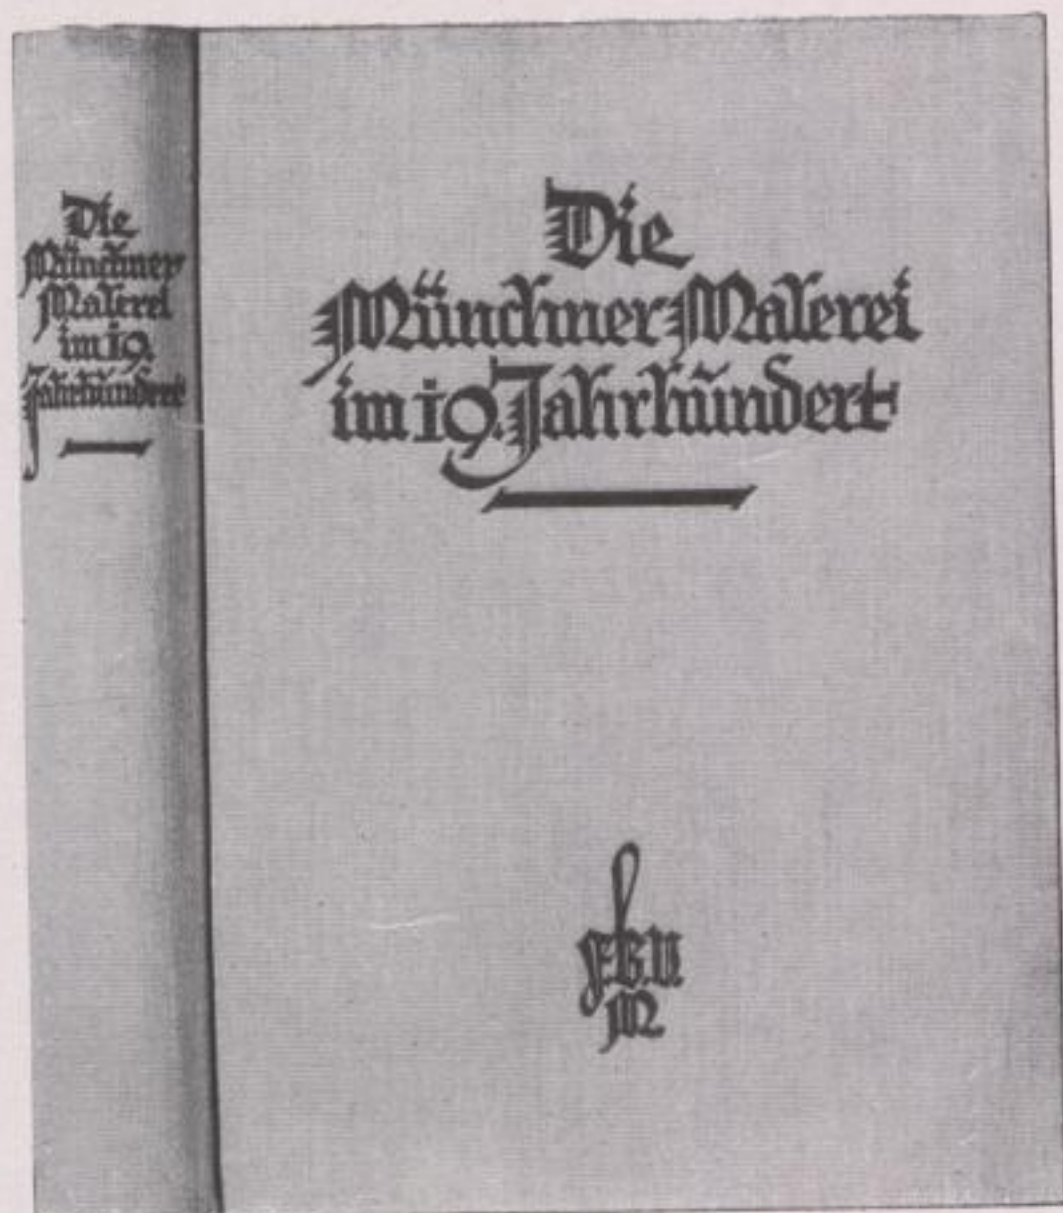 Die
Münchner
Malerei
im 19.
Jahrhundert
Die
Münchner Malerei
im 19. Jahrhundert
M